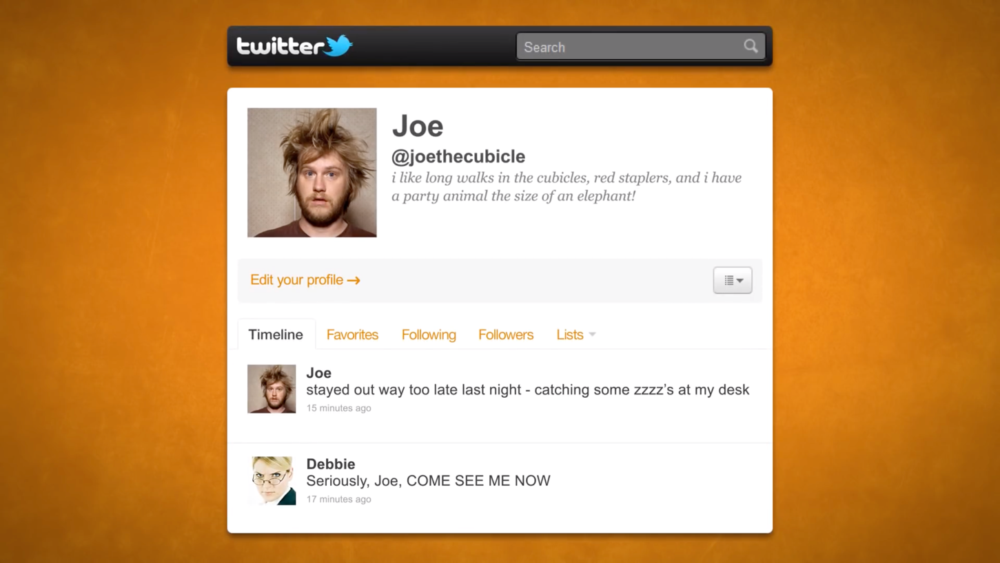 twitter
Search
Joe
@joethecubicle
i like long walks in the cubicles, red staplers, and i have
a party animal the size of an elephant!
Edit your profile →
Timeline Favorites Following Followers Lists
Joe
stayed out way too late last night - catching some zzzz’s at my desk
15 minutes ago
Debbie
Seriously, Joe, COME SEE ME NOW
17 minutes ago